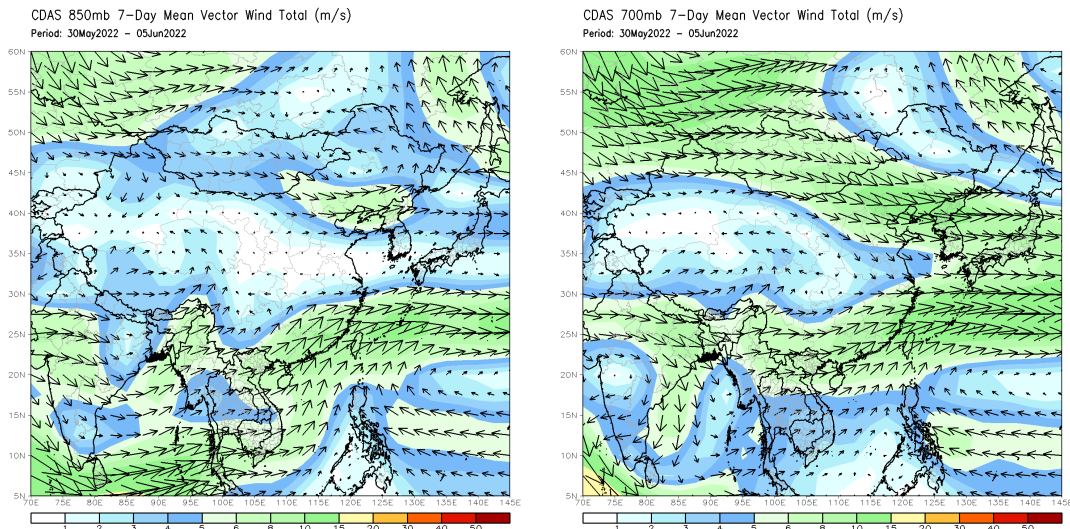 CDAS 850mb 7-Day Mean Vector Wind Total (m/s)
Period: 30May2022 - 05Jun2022
60N
55N
50N
45N
40N
35N
30N
25N
20N
15N
10N
5N
70E 75E 80E 85E 90E 95E 100E 105E 110E 115E 120E 125E 130E 135E 140E 145E
1 2 3 4 5 6 8 10 15 20 30 40 50
CDAS 700mb 7-Day Mean Vector Wind Total (m/s)
Period: 30May2022 - 05Jun2022
60N
55N
50N
45N
40N
35N
30N
25N
20N
15N
10N
5N
70E 75E 80E 85E 90E 95E 100E 105E 110E 115E 120E 125E 130E 135E 140E 145E
1 2 3 4 5 6 8 10 15 20 30 40 50